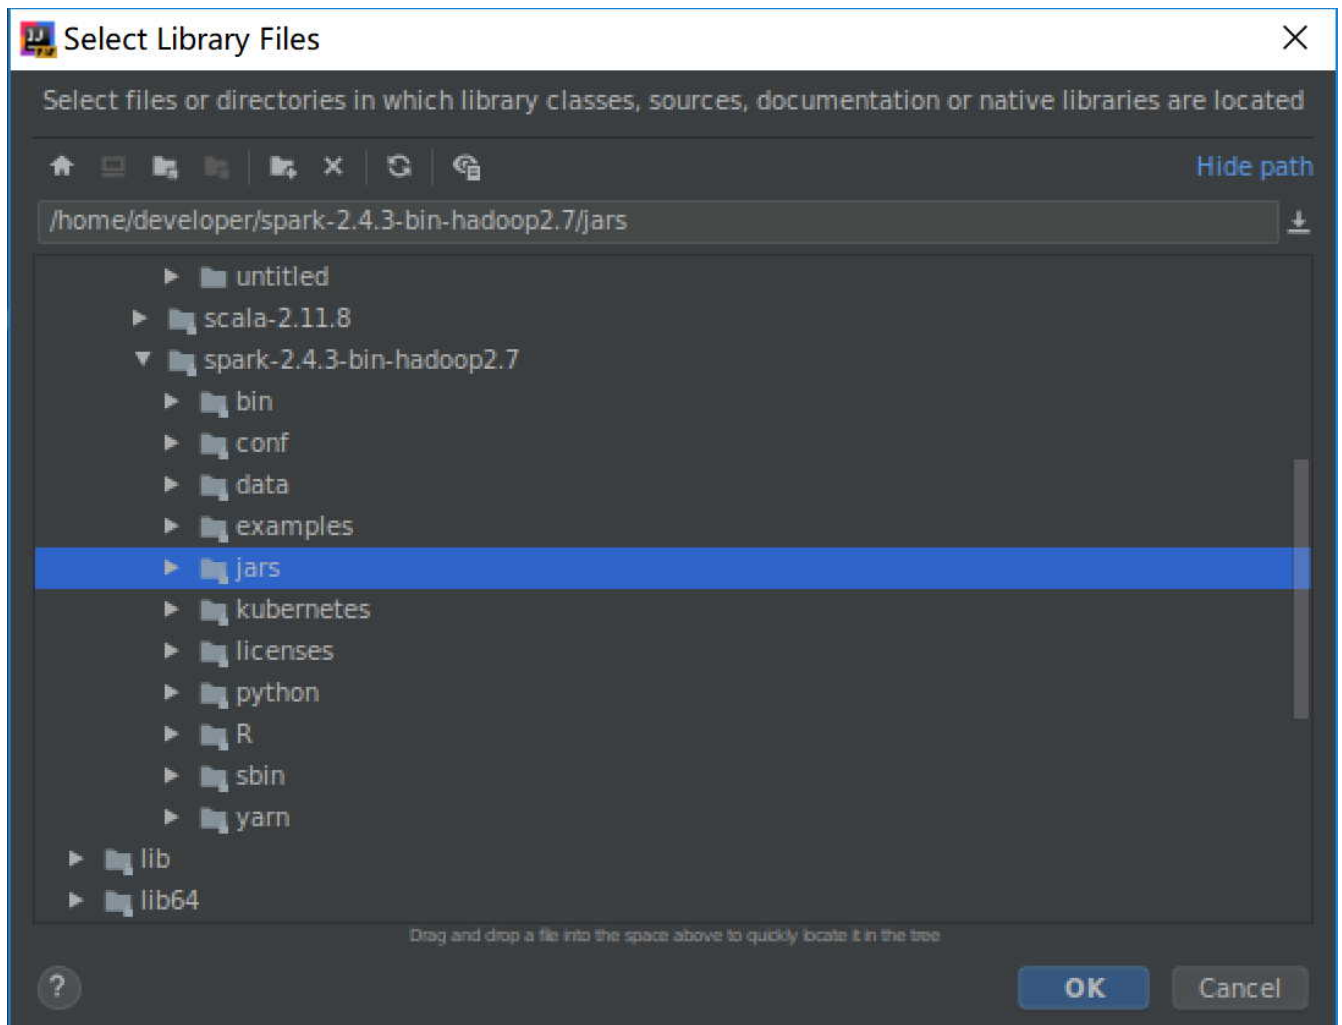 Select Library Files
Select files or directories in which library classes, sources, documentation or native libraries are located
Hide path
/home/developer/spark-2.4.3-bin-hadoop2.7/jars
untitled
scala-2.11.8
spark-2.4.3-bin-hadoop2.7
bin
conf
data
examples
jars
kubernetes
licenses
python
R
sbin
yarn
lib
lib64
Drag and drop a file into the space above to quickly locate it in the tree
?
OK Cancel